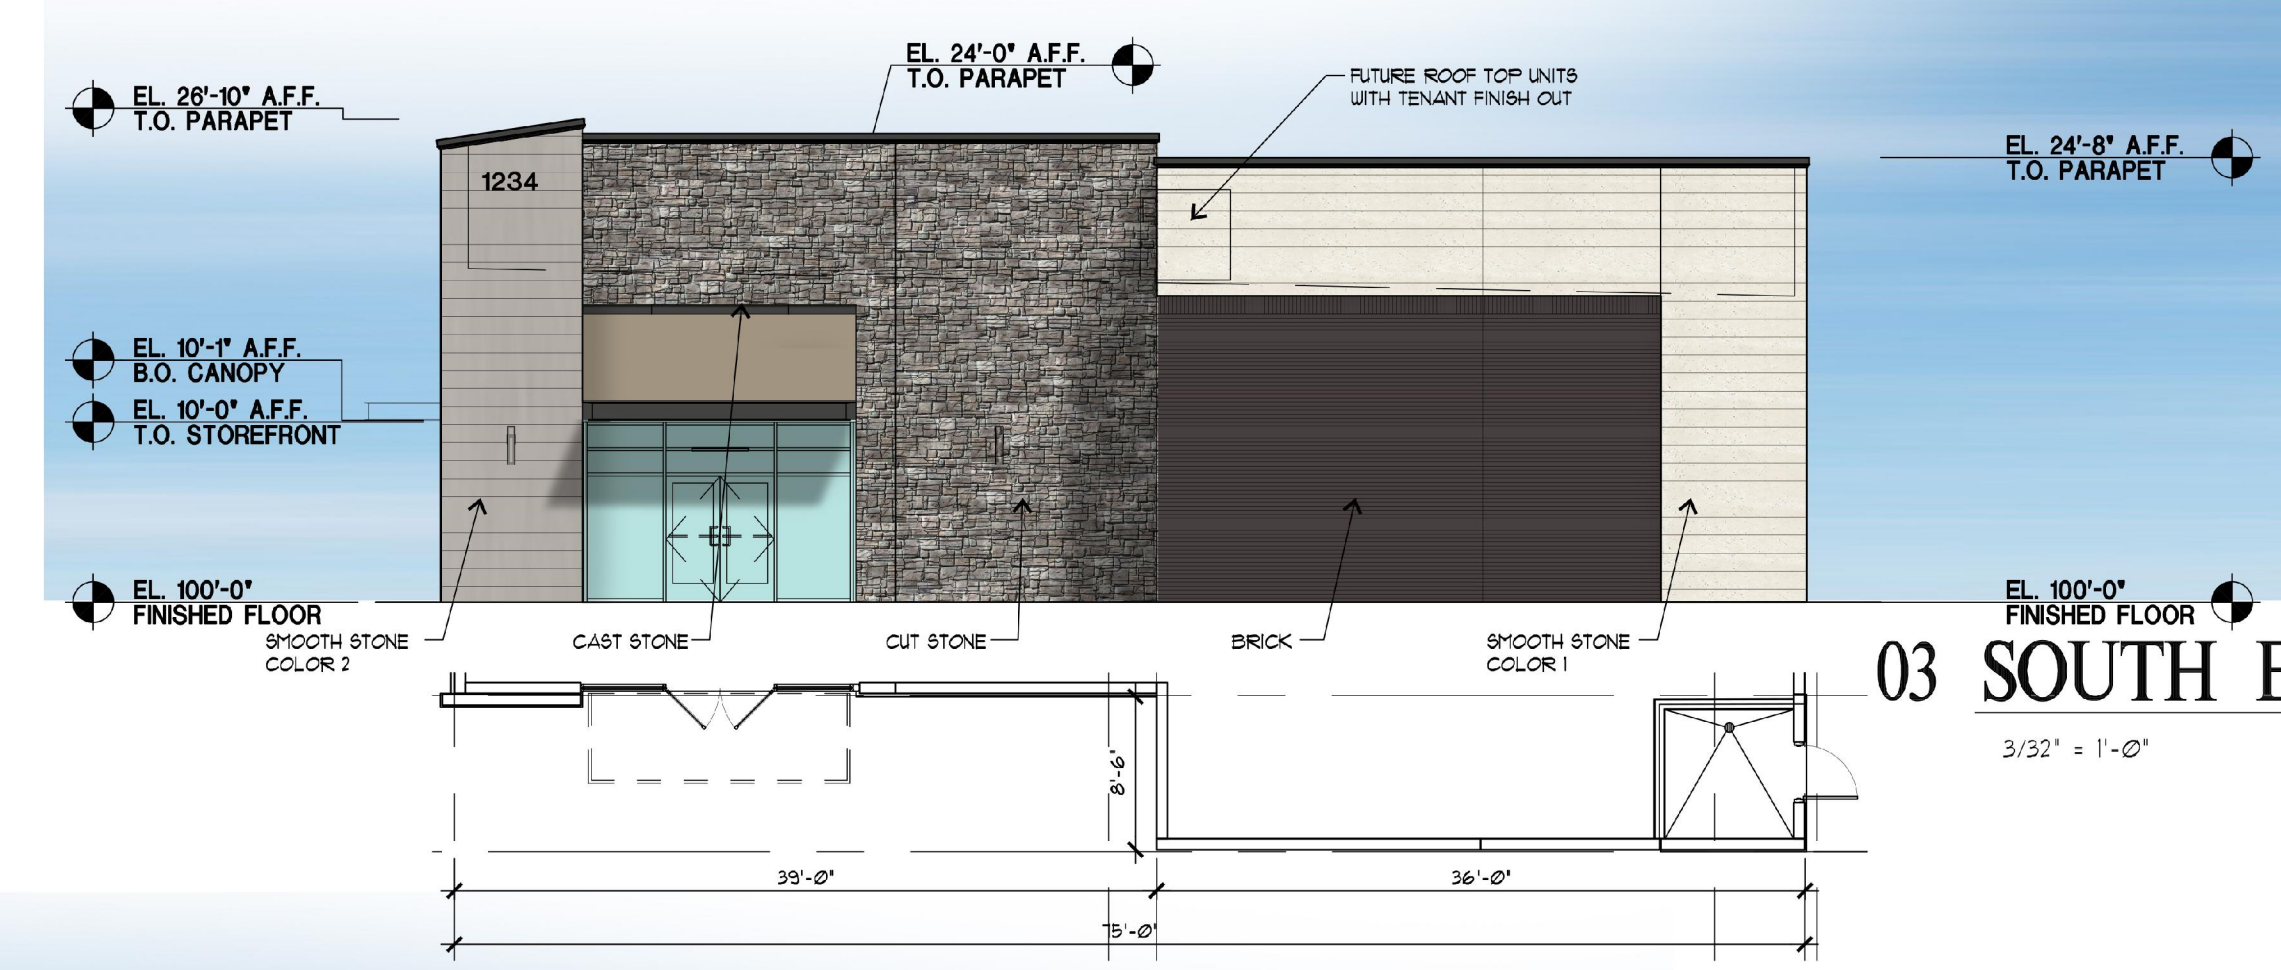 EL. 24'-0" A.F.F.
T.O. PARAPET
FUTURE ROOF TOP UNITS
WITH TENANT FINISH OUT
EL. 26'-10" A.F.F.
T.O. PARAPET
EL. 24'-8" A.F.F.
T.O. PARAPET
1234
EL. 10'-1" A.F.F.
B.O. CANOPY
EL. 10'-0" A.F.F.
T.O. STOREFRONT
EL. 100'-0"
FINISHED FLOOR
EL. 100'-0"
FINISHED FLOOR
SMOOTH STONE
COLOR 2
CAST STONE
CUT STONE
BRICK
SMOOTH STONE
COLOR 1
03 SOUTH E
3/32" = 1'-0"
8'-6"
39'-0"
36'-0"
75'-0"